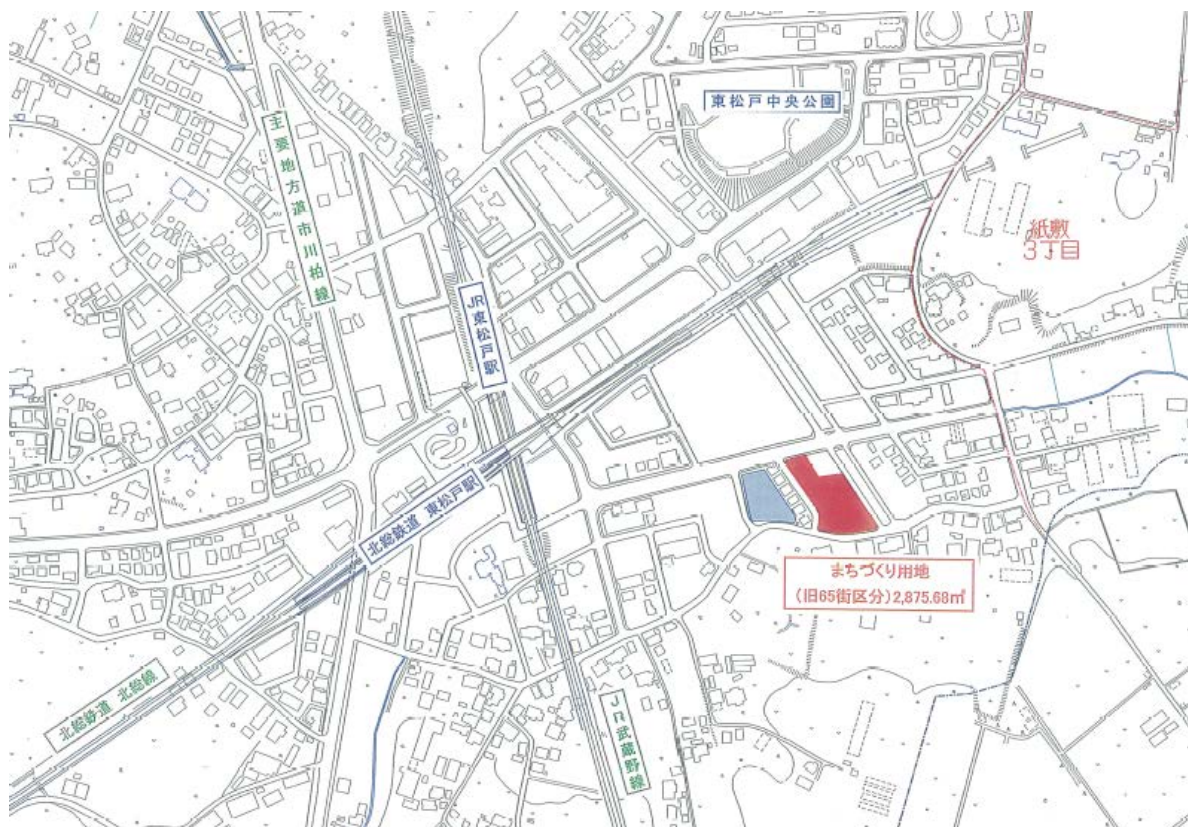 東松戸中央公園
主要地方道市川柏線
紙敷
3丁目
JR東松戸駅
北総鉄道 東松戸駅
まちづくり用地
(旧65街区分)2,875.68㎡
北総鉄道 北総線
JR武蔵野線